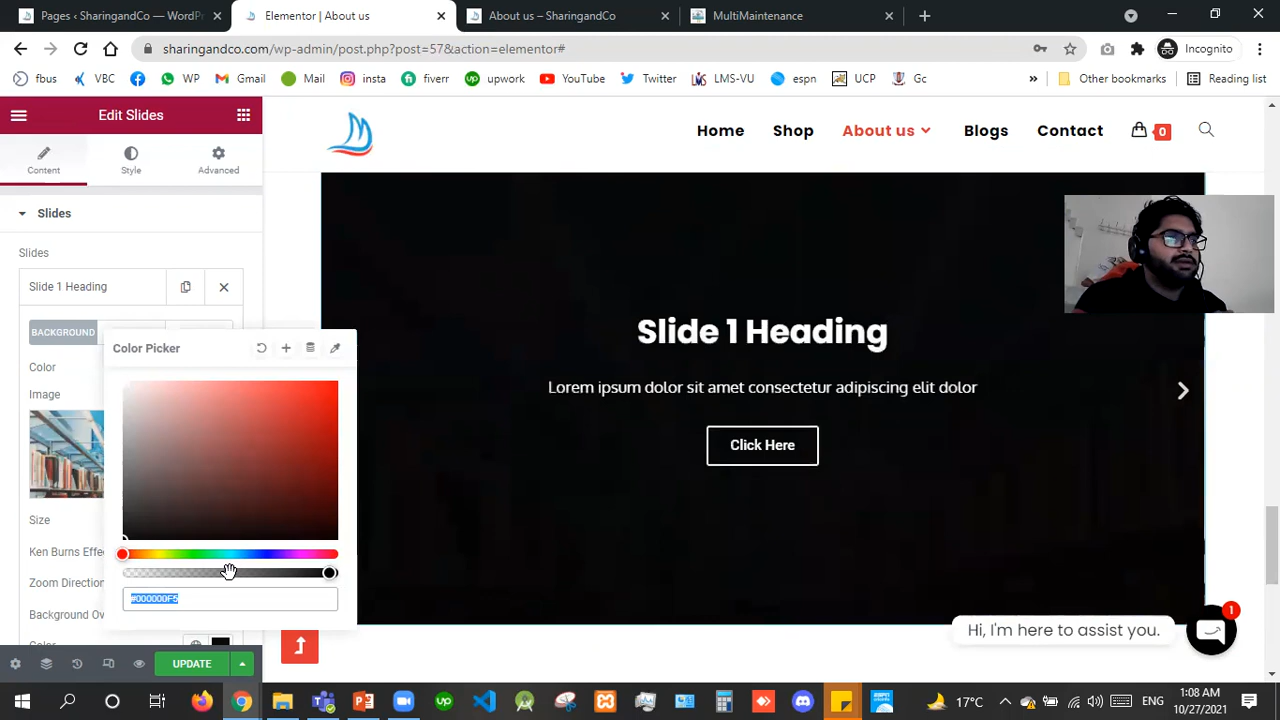 Pages ‹ SharingandCo — WordPr
Elementor | About us
About us – SharingandCo
MultiMaintenance
sharingandco.com/wp-admin/post.php?post=57&action=elementor#
Incognito
fbus
VBC
WP
Gmail
Mail
insta
fiverr
upwork
YouTube
Twitter
LMS-VU
espn
UCP
Gc
»
Other bookmarks
Reading list
Edit Slides
Content
Style
Advanced
Slides
Slides
Slide 1 Heading
BACKGROUND
Color
Image
Size
Ken Burns Effe
Zoom Direction
Background Ov
Color
Color Picker
#000000F5
UPDATE
Home
Shop
About us
Blogs
Contact
0
Slide 1 Heading
Lorem ipsum dolor sit amet consectetur adipiscing elit dolor
Click Here
Hi, I'm here to assist you.
1
17°C
ENG
1:08 AM
10/27/2021